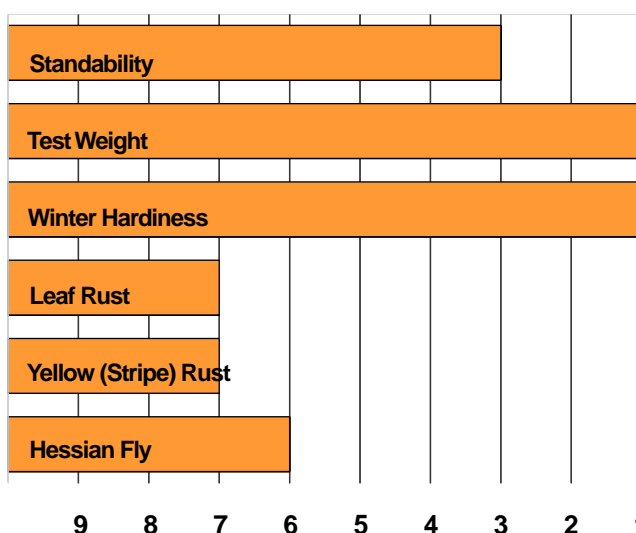 Standability
Test Weight
Winter Hardiness
Leaf Rust
Yellow (Stripe) Rust
Hessian Fly
9 8 7 6 5 4 3 2